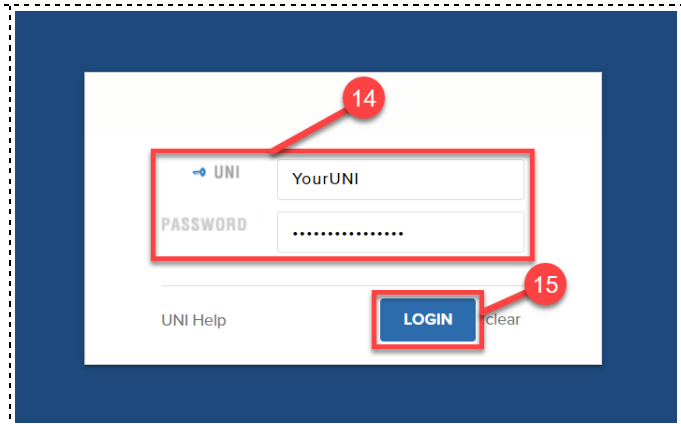 14
UNI YourUNI
PASSWORD ................
15
UNI Help LOGIN clear